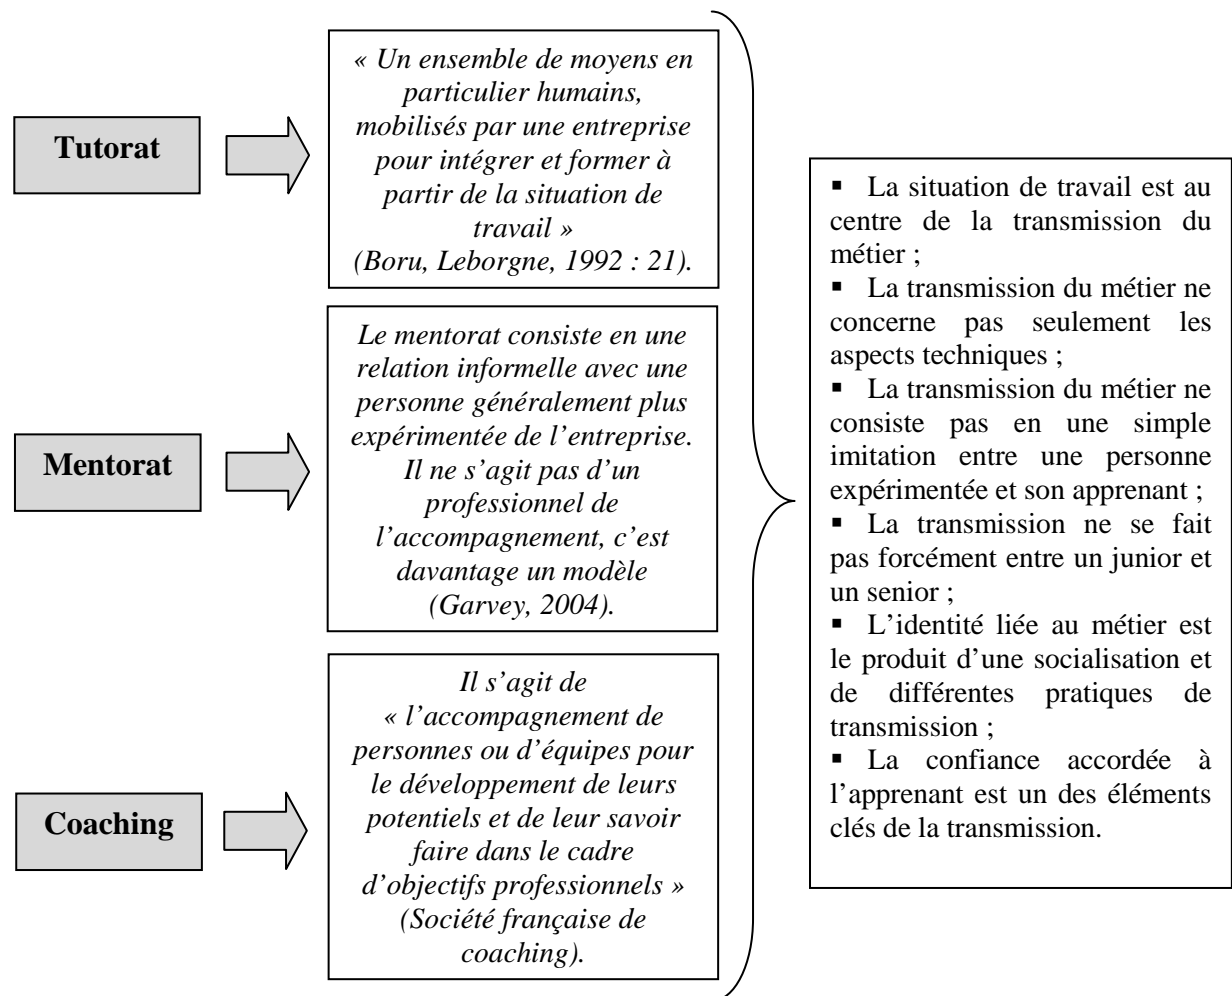 Tutorat
« Un ensemble de moyens en
particulier humains,
mobilisés par une entreprise
pour intégrer et former à
partir de la situation de
travail »
(Boru, Leborgne, 1992 : 21).
Mentorat
Le mentorat consiste en une
relation informelle avec une
personne généralement plus
expérimentée de l’entreprise.
Il ne s’agit pas d’un
professionnel de
l’accompagnement, c’est
davantage un modèle
(Garvey, 2004).
Coaching
Il s’agit de
« l’accompagnement de
personnes ou d’équipes pour
le développement de leurs
potentiels et de leur savoir
faire dans le cadre
d’objectifs professionnels »
(Société française de
coaching).
▪ La situation de travail est au
centre de la transmission du
métier ;
▪ La transmission du métier ne
concerne pas seulement les
aspects techniques ;
▪ La transmission du métier ne
consiste pas en une simple
imitation entre une personne
expérimentée et son apprenant ;
▪ La transmission ne se fait
pas forcément entre un junior et
un senior ;
▪ L’identité liée au métier est
le produit d’une socialisation et
de différentes pratiques de
transmission ;
▪ La confiance accordée à
l’apprenant est un des éléments
clés de la transmission.